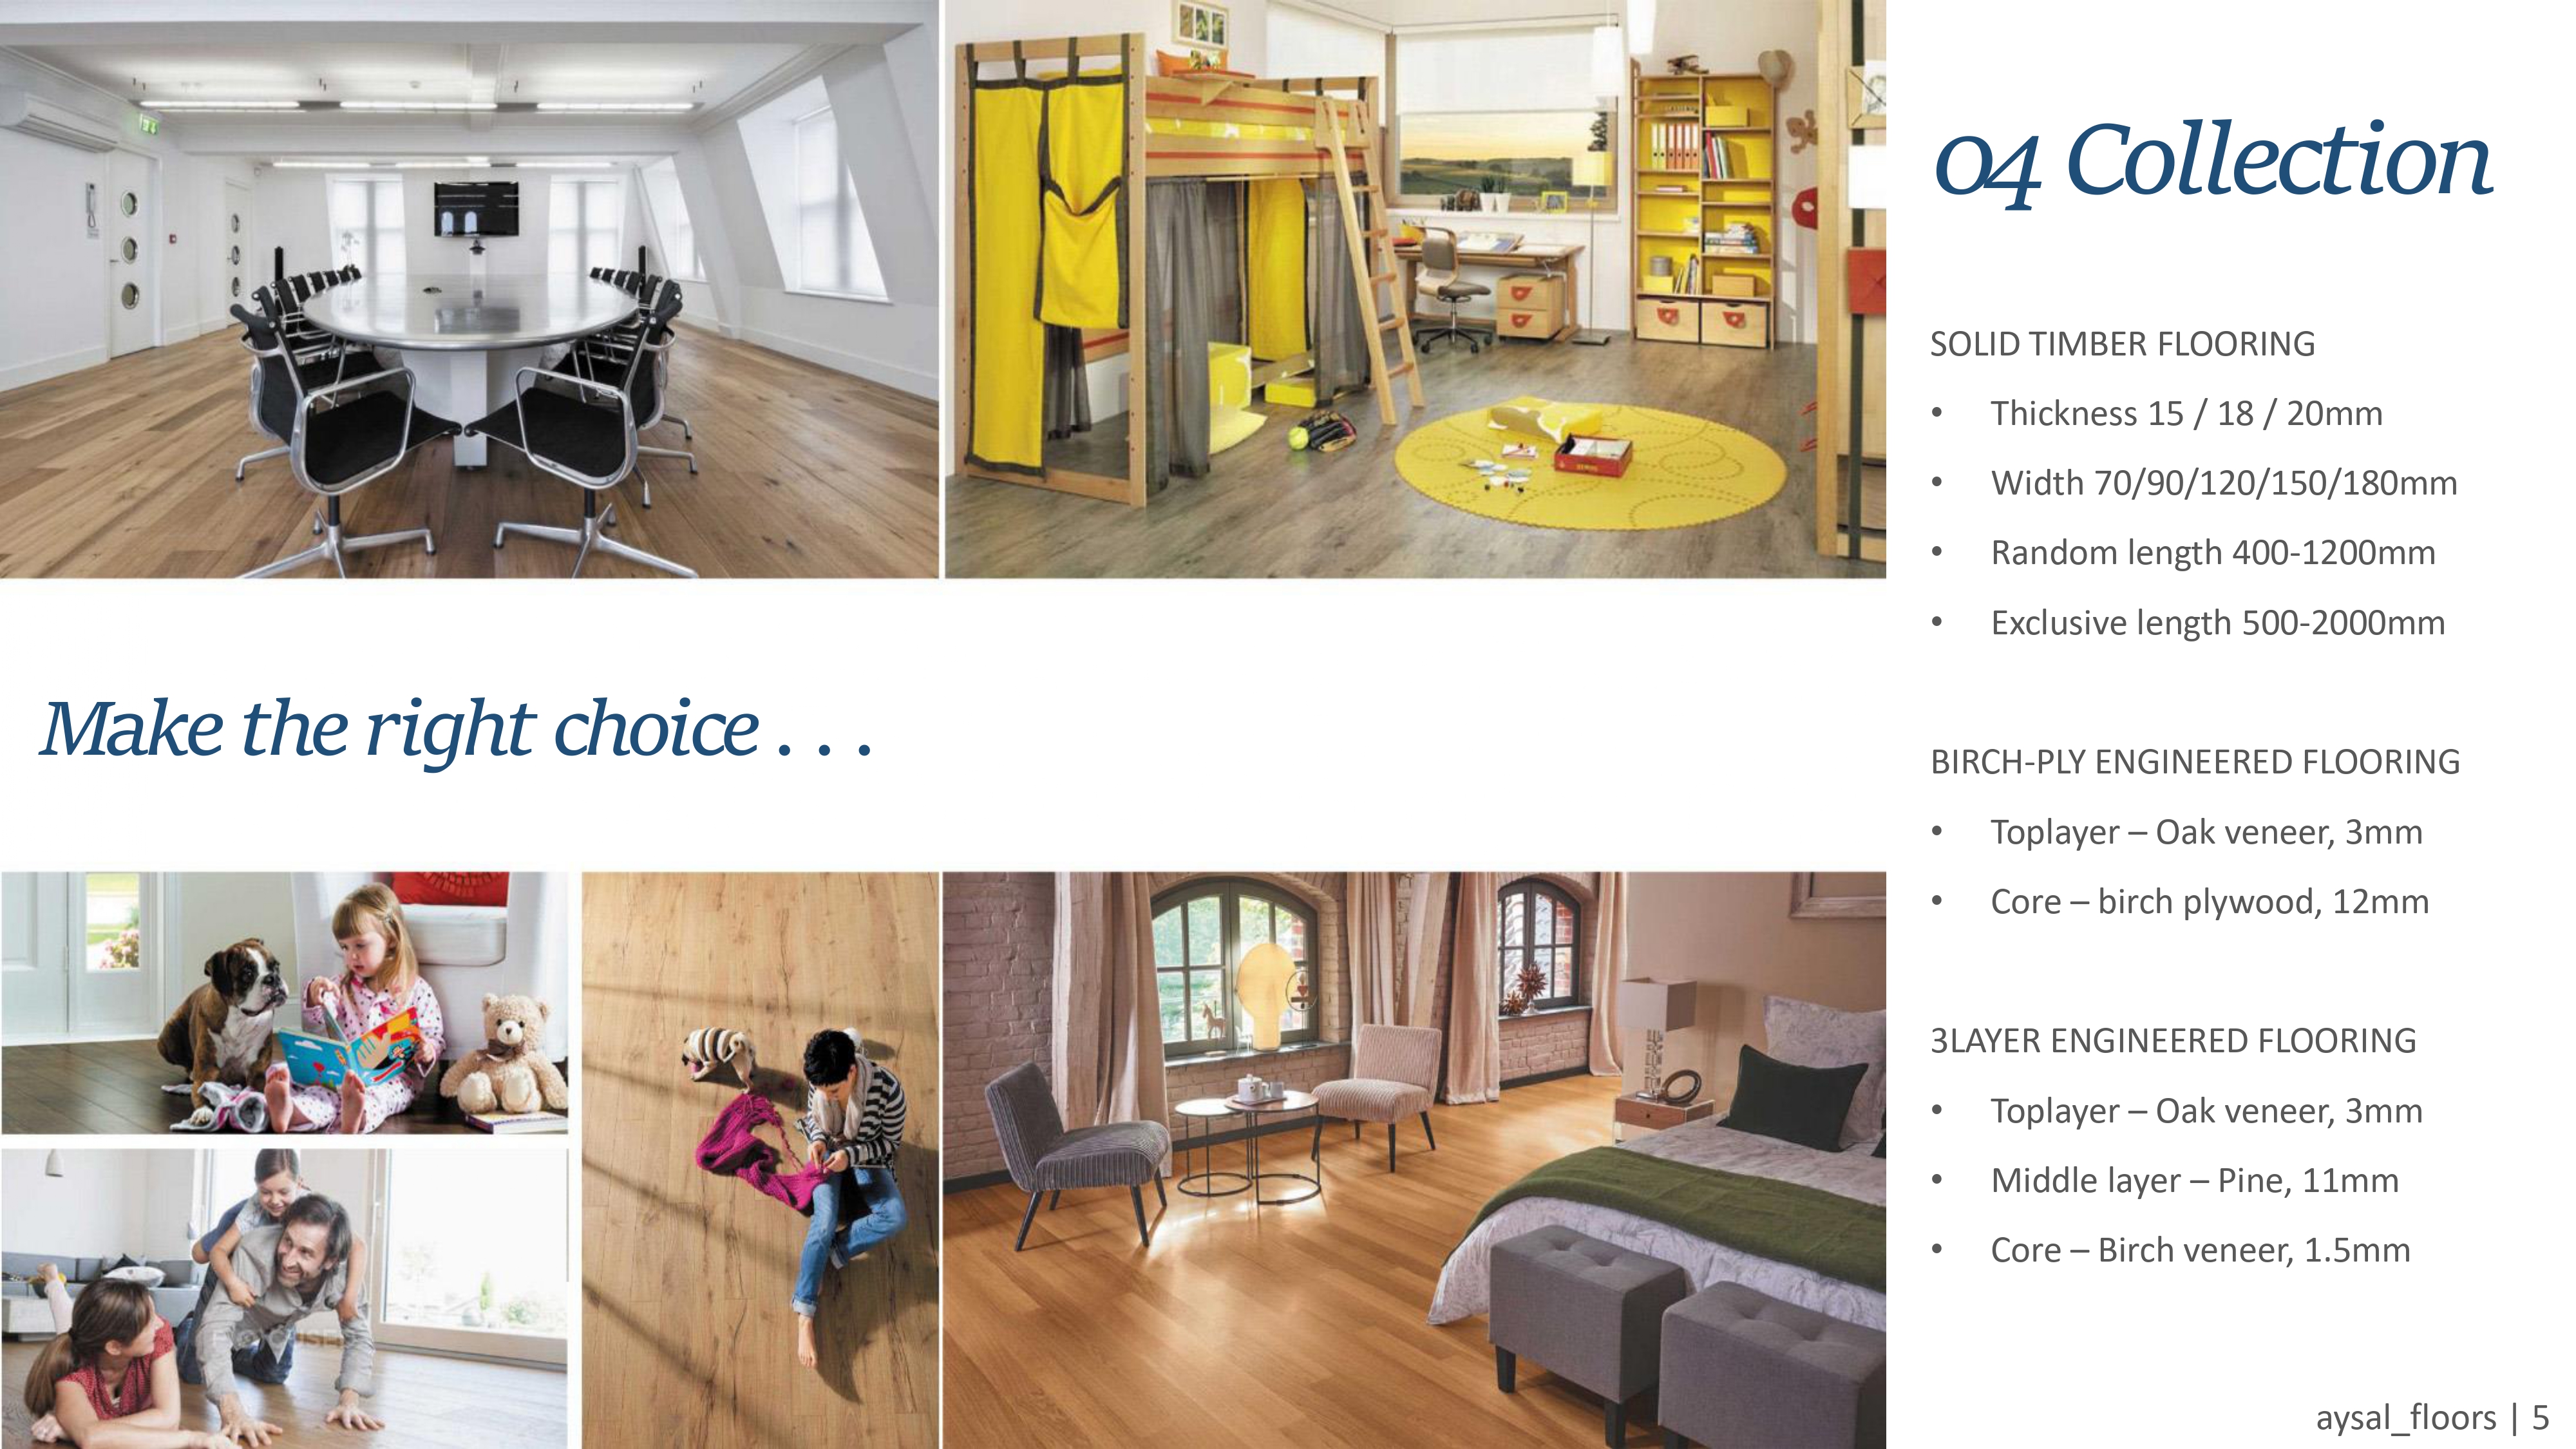 04 Collection
SOLID TIMBER FLOORING
• Thickness 15 / 18 / 20mm
• Width 70/90/120/150/180mm
• Random length 400-1200mm
• Exclusive length 500-2000mm
Make the right choice . . .
BIRCH-PLY ENGINEERED FLOORING
• Toplayer – Oak veneer, 3mm
• Core – birch plywood, 12mm
3LAYER ENGINEERED FLOORING
• Toplayer – Oak veneer, 3mm
• Middle layer – Pine, 11mm
• Core – Birch veneer, 1.5mm
aysal_floors | 5